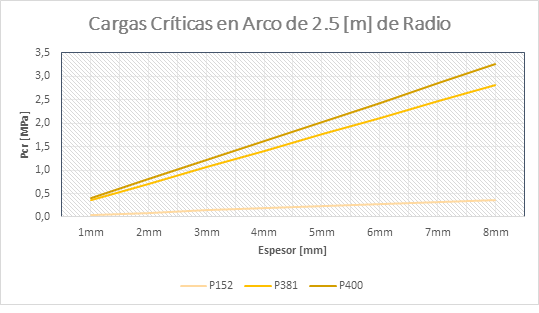 Cargas Críticas en Arco de 2.5 [m] de Radio
3,5
3,0
2,5
2,0
1,5
1,0
0,5
0,0
Pcr [MPa]
1mm 2mm 3mm 4mm 5mm 6mm 7mm 8mm
Espesor [mm]
P152 P381 P400